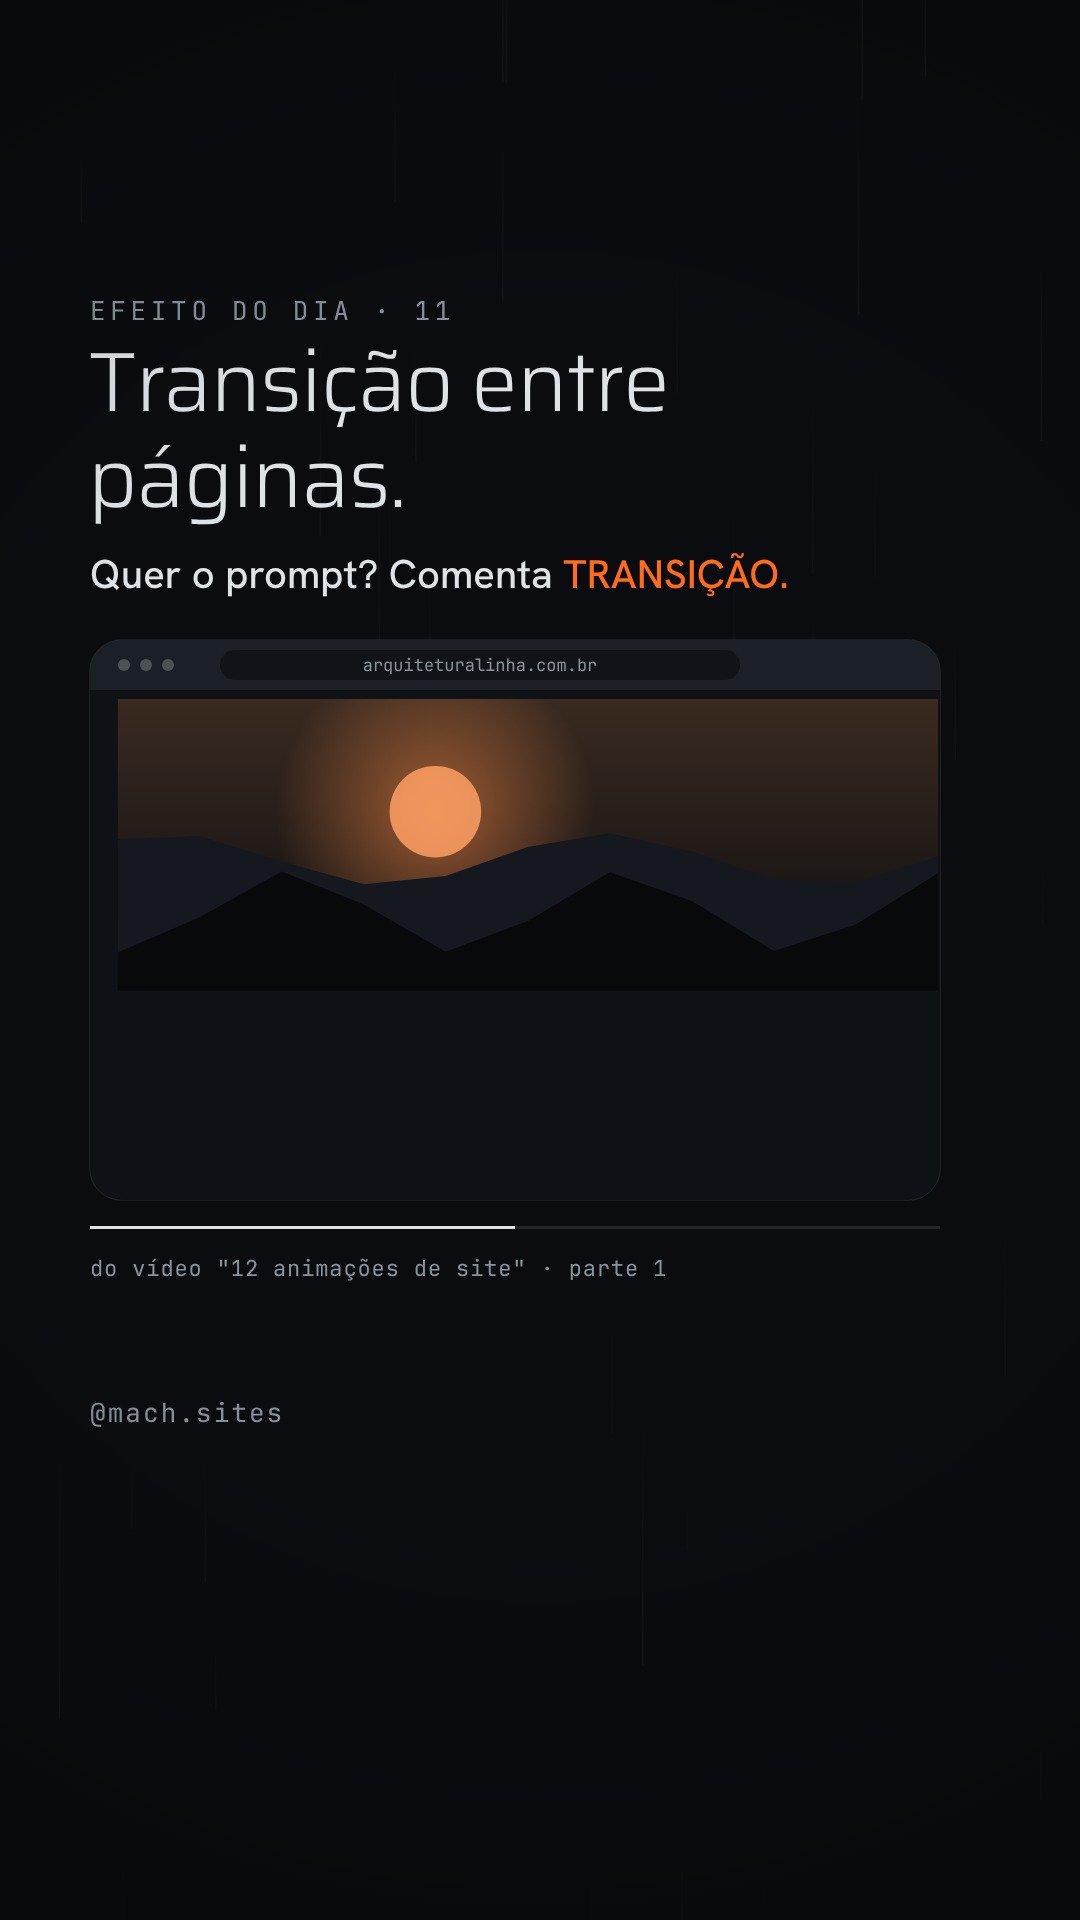 EFEITO DO DIA · 11
Transição entre
páginas.
Quer o prompt? Comenta TRANSIÇÃO.
arquiteturalinha.com.br
do vídeo "12 animações de site" · parte 1
@mach.sites